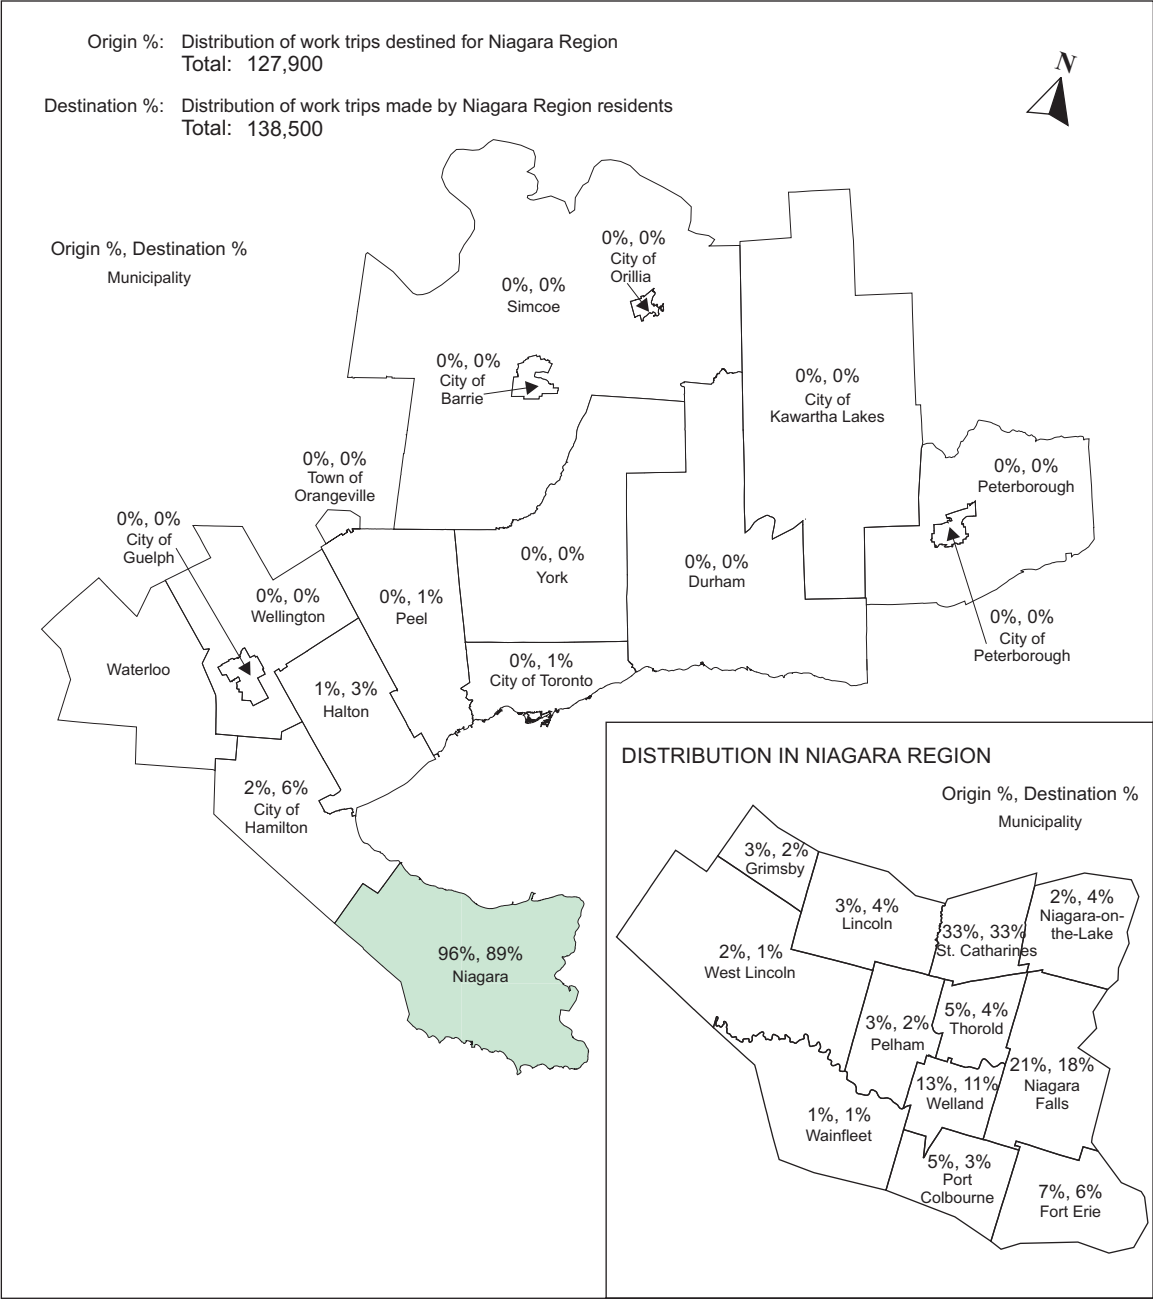 Origin %: Distribution of work trips destined for Niagara Region
Total: 127,900
N
Destination %: Distribution of work trips made by Niagara Region residents
Total: 138,500
Origin %, Destination %
Municipality
0%, 0%
City of
Orillia
0%, 0%
Simcoe
0%, 0%
City of
Barrie
0%, 0%
City of
Kawartha Lakes
0%, 0%
Town of
Orangeville
0%, 0%
Peterborough
0%, 0%
City of
Guelph
0%, 0%
York
0%, 0%
Durham
0%, 0%
Wellington
0%, 1%
Peel
0%, 0%
City of
Peterborough
Waterloo
0%, 1%
City of Toronto
1%, 3%
Halton
2%, 6%
City of
Hamilton
96%, 89%
Niagara
DISTRIBUTION IN NIAGARA REGION
Origin %, Destination %
Municipality
3%, 2%
Grimsby
3%, 4%
Lincoln
2%, 4%
Niagara-on-
the-Lake
33%, 33%
St. Catharines
2%, 1%
West Lincoln
3%, 2%
Pelham
5%, 4%
Thorold
21%, 18%
Niagara
Falls
13%, 11%
Welland
1%, 1%
Wainfleet
5%, 3%
Port
Colbourne
7%, 6%
Fort Erie